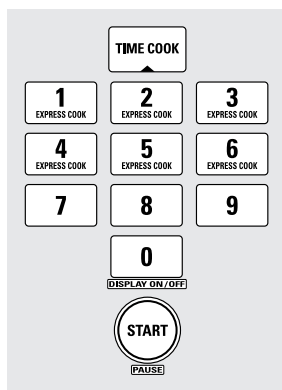 TIME COOK
1 2 3
EXPRESS COOK EXPRESS COOK EXPRESS COOK
4 5 6
EXPRESS COOK EXPRESS COOK EXPRESS COOK
7 8 9
0
DISPLAY ON/OFF
START
PAUSE